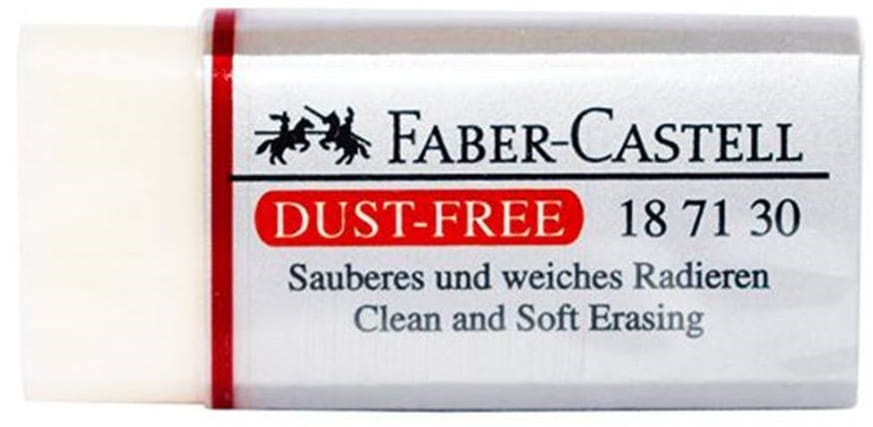 FABER-CASTELL
DUST-FREE 18 71 30
Sauberes und weiches Radieren
Clean and Soft Erasing